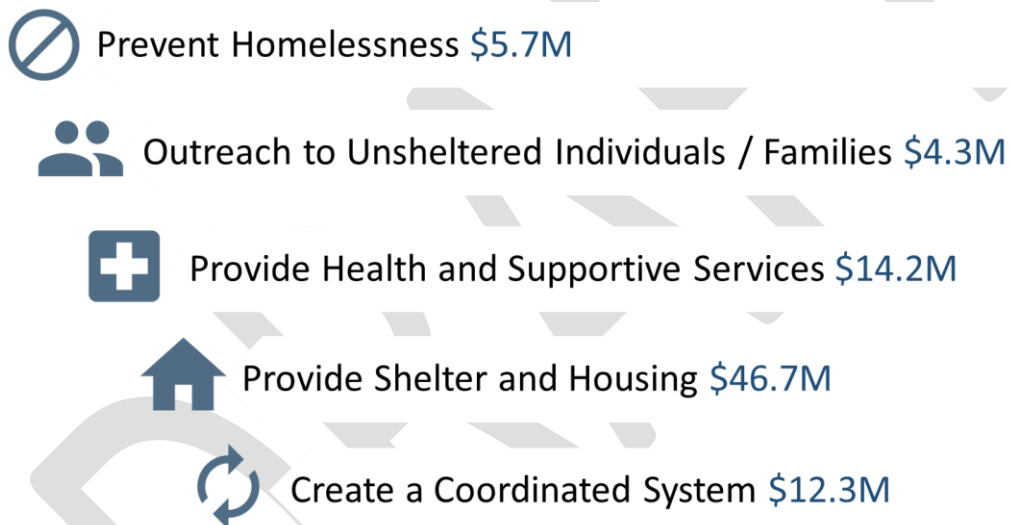 Prevent Homelessness $5.7M
Outreach to Unsheltered Individuals / Families $4.3M
Provide Health and Supportive Services $14.2M
Provide Shelter and Housing $46.7M
Create a Coordinated System $12.3M